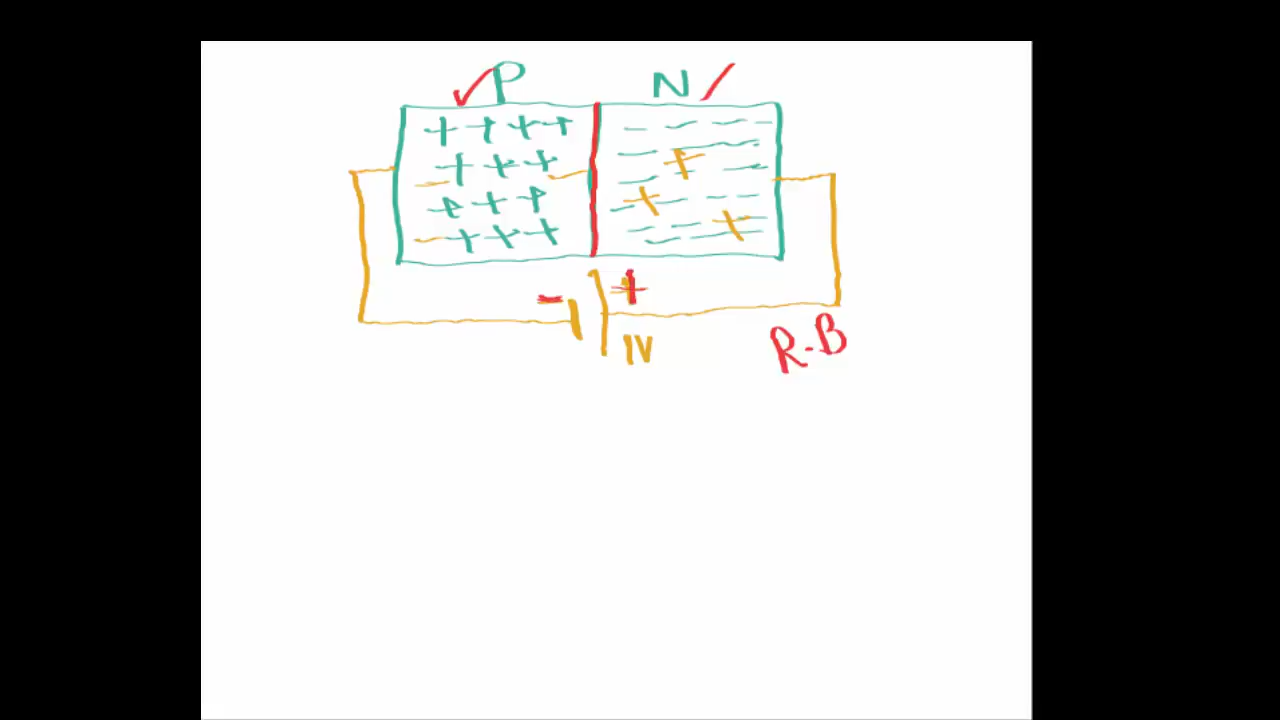 P N
+ + + +
+ + +
+ + +
+ + +
+
+
+
- +
1V
R-B